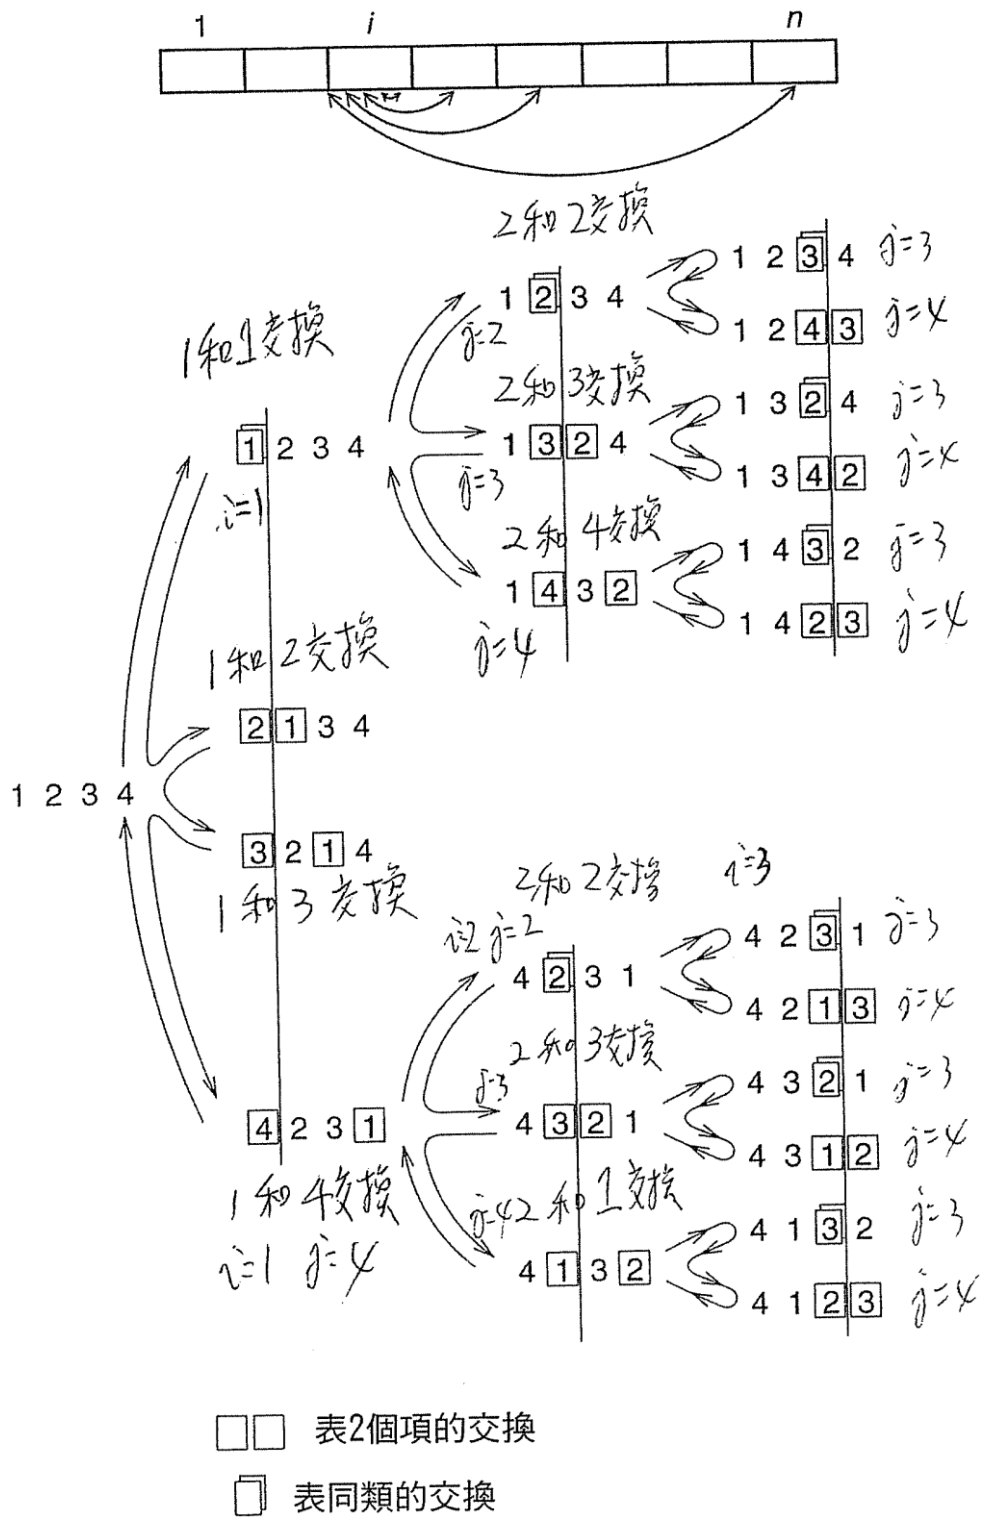 1 i n
2和2交換
1 2 3 4 j=3
1 2 3 4 j=2
1 2 4 3 j=4
1和1交換
2和3交換
1 3 2 4 j=3
1 2 3 4
i=1
1 3 2 4
j=3
1 3 4 2 j=4
2和4交換
1 4 3 2 j=3
1 4 3 2
j=4
1 4 2 3 j=4
1和2交換
2 1 3 4
1 2 3 4
3 2 1 4
1和3交換
2和2交換 i=3
i=2 j=2
4 2 3 1 j=3
4 2 3 1
4 2 1 3 j=4
2和3交換
j=3
4 3 2 1 j=3
4 2 3 1
4 3 2 1
4 3 1 2 j=4
1和4交換
i=1 j=4
j=4 2和1交換
4 1 3 2 j=3
4 1 3 2
4 1 2 3 j=4
表2個項的交換
表同類的交換